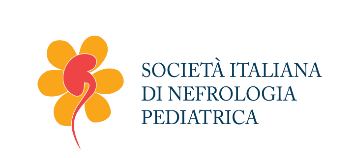 SOCIETÀ ITALIANA
DI NEFROLOGIA
PEDIATRICA